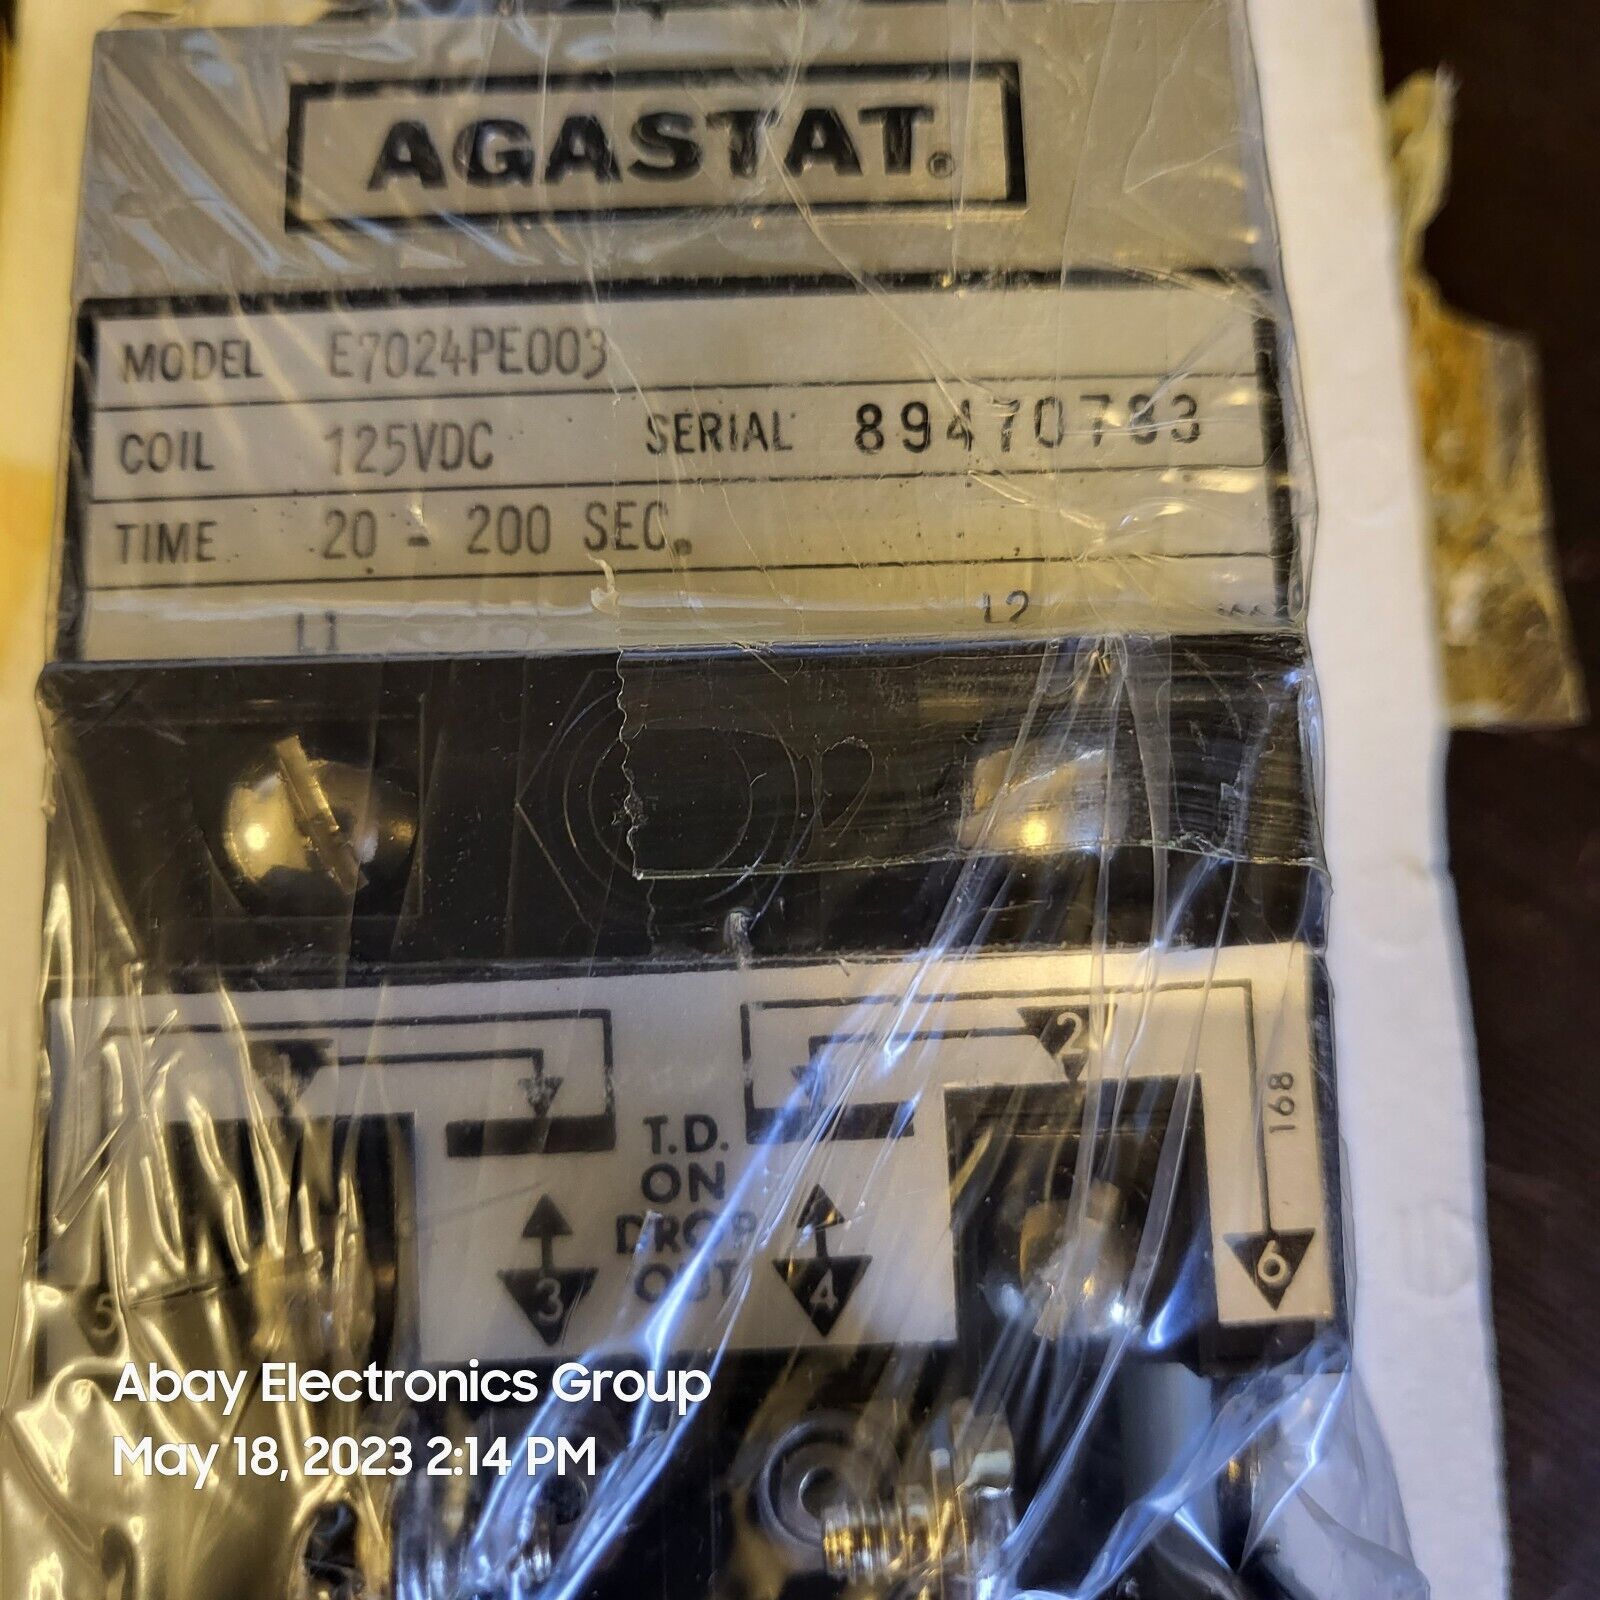 AGASTAT®
MODEL E7024PE003
COIL 125VDC SERIAL 89470783
TIME 20 - 200 SEC.
L1 L2
1 2
168
T.D.
ON
DROP
OUT
5 3 4 6
Abay Electronics Group
May 18, 2023 2:14 PM